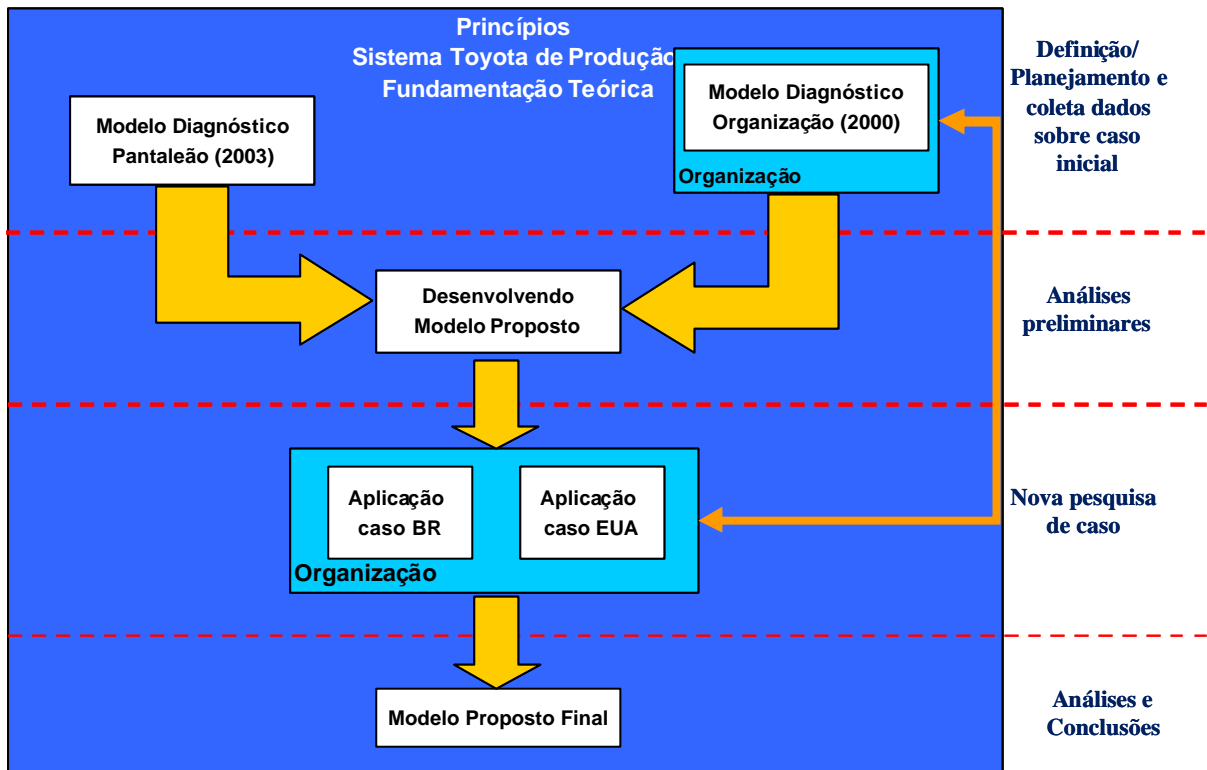 Princípios
Sistema Toyota de Produção
Fundamentação Teórica
Modelo Diagnóstico
Pantaleão (2003)
Modelo Diagnóstico
Organização (2000)
Organização
Definição/
Planejamento e
coleta dados
sobre caso
inicial
Desenvolvendo
Modelo Proposto
Análises
preliminares
Aplicação
caso BR
Aplicação
caso EUA
Organização
Nova pesquisa
de caso
Modelo Proposto Final
Análises e
Conclusões